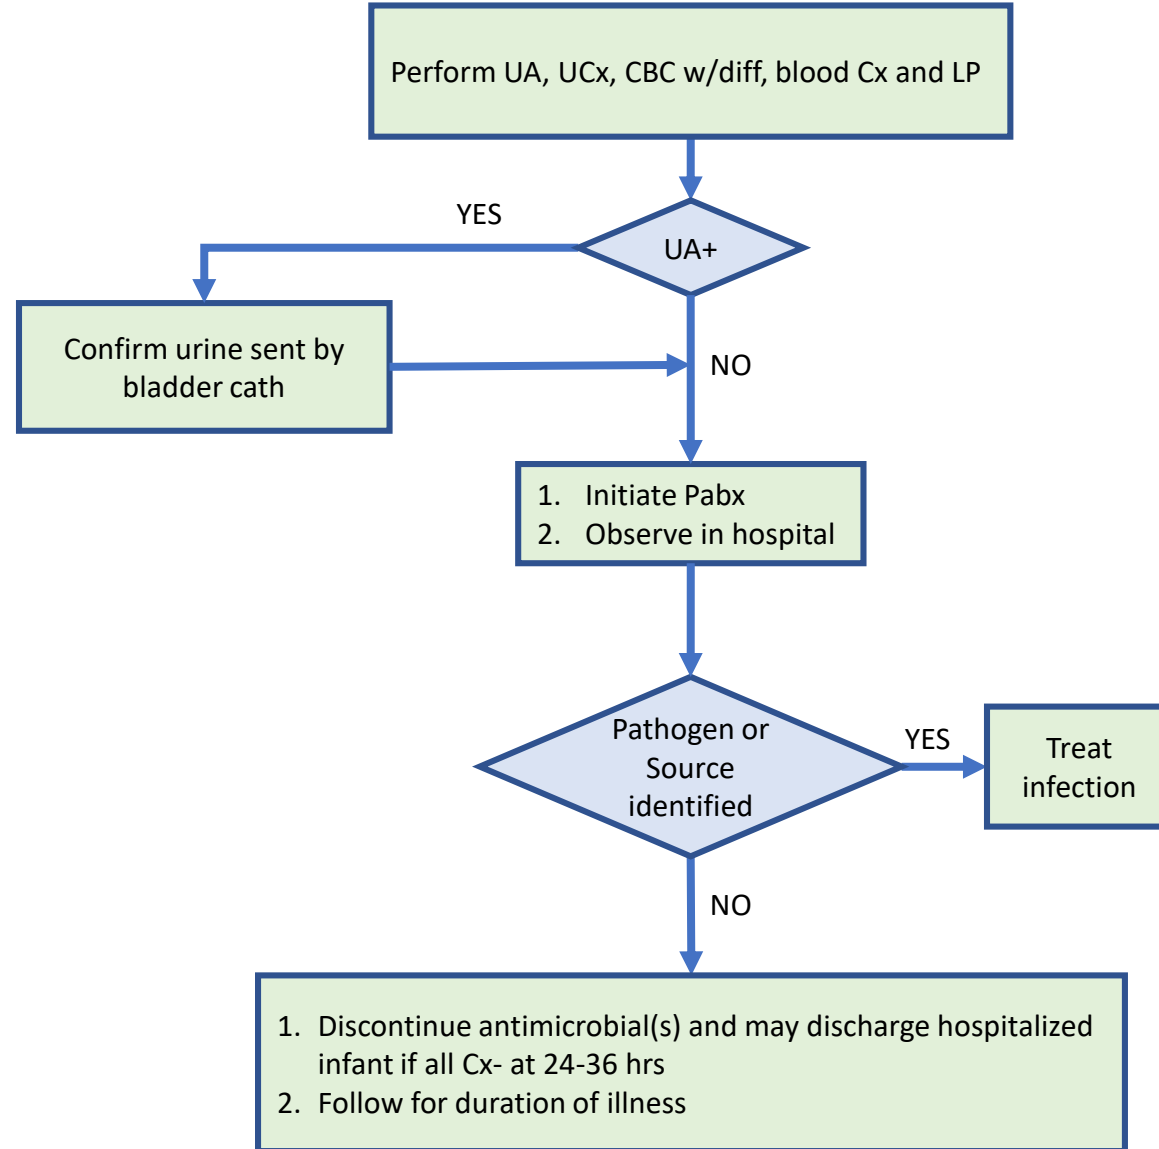 Perform UA, UCx, CBC w/diff, blood Cx and LP
YES
UA+
Confirm urine sent by
bladder cath
NO
1. Initiate Pabx
2. Observe in hospital
Pathogen or
Source
identified
YES
Treat
infection
NO
1. Discontinue antimicrobial(s) and may discharge hospitalized
infant if all Cx- at 24-36 hrs
2. Follow for duration of illness